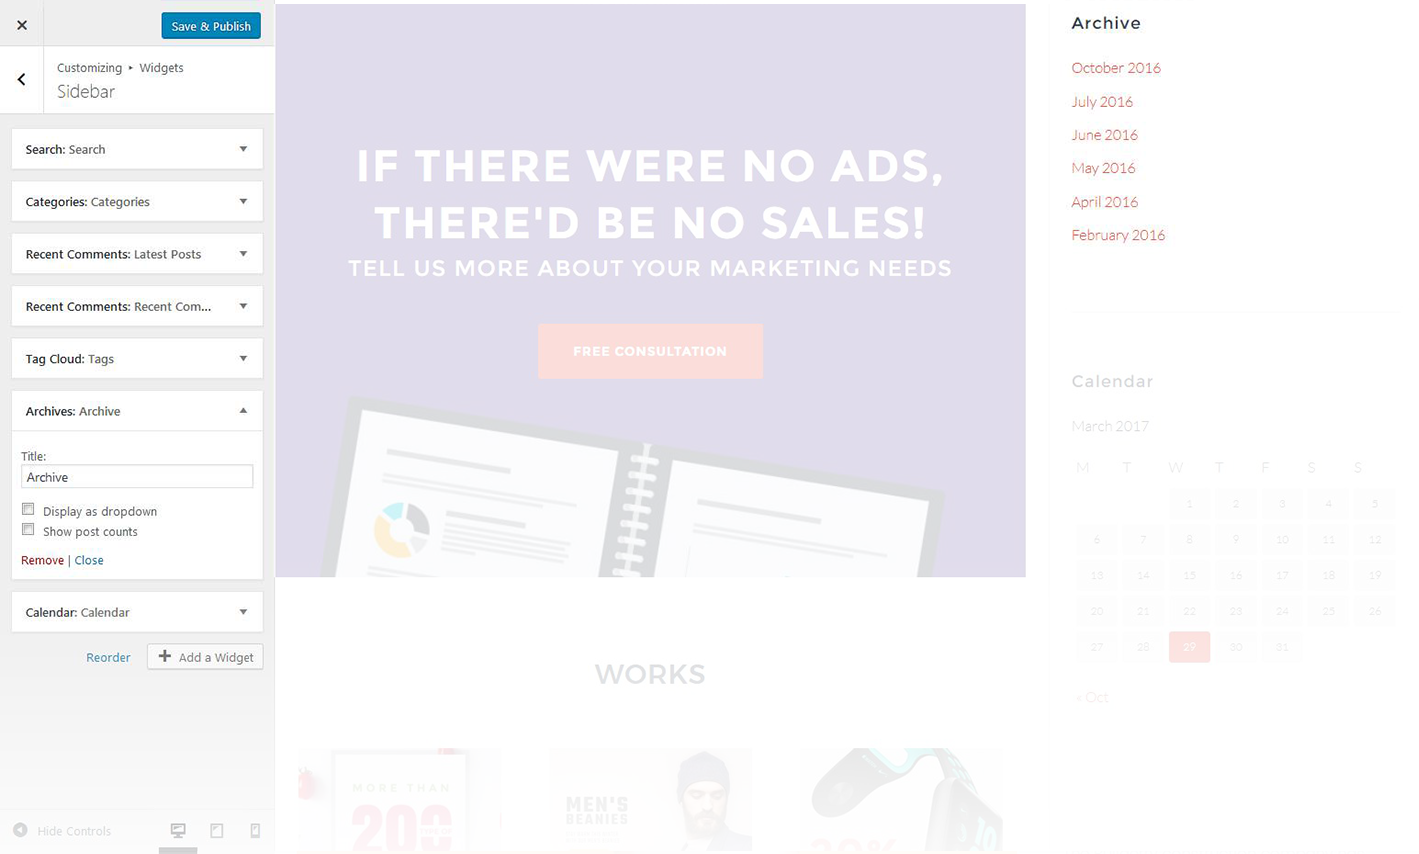 Save & Publish
Customizing ▸ Widgets
Sidebar
Search: Search
Categories: Categories
Recent Comments: Latest Posts
Recent Comments: Recent Com...
Tag Cloud: Tags
Archives: Archive
Title:
Archive
Display as dropdown
Show post counts
Remove | Close
Calendar: Calendar
Reorder
Add a Widget
Hide Controls
IF THERE WERE NO ADS,
THERE'D BE NO SALES!
TELL US MORE ABOUT YOUR MARKETING NEEDS
FREE CONSULTATION
WORKS
MORE THAN
200
MEN'S
BEANIES
30%
Archive
October 2016
July 2016
June 2016
May 2016
April 2016
February 2016
Calendar
March 2017
M T W T F S S
1 2 3 4 5
6 7 8 9 10 11 12
13 14 15 16 17 18 19
20 21 22 23 24 25 26
27 28 29 30 31
« Oct